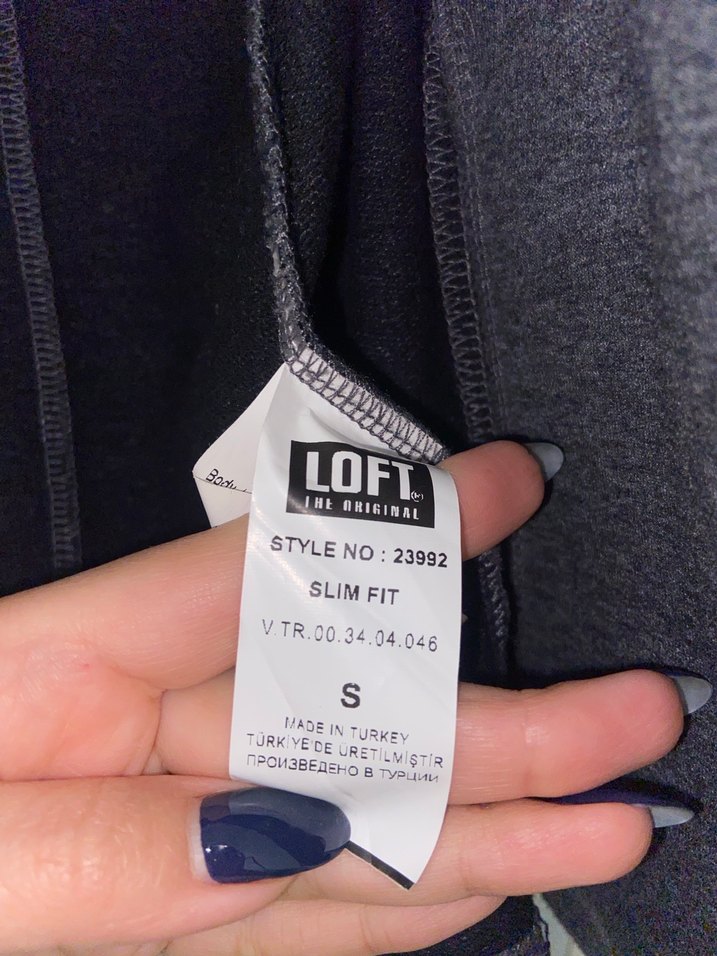 Body
LOFT
THE ORIGINAL
STYLE NO : 23992
SLIM FIT
V.TR.00.34.04.046
S
MADE IN TURKEY
TÜRKİYE'DE ÜRETİLMİŞTİR
ПРОИЗВЕДЕНО В ТУРЦИИ